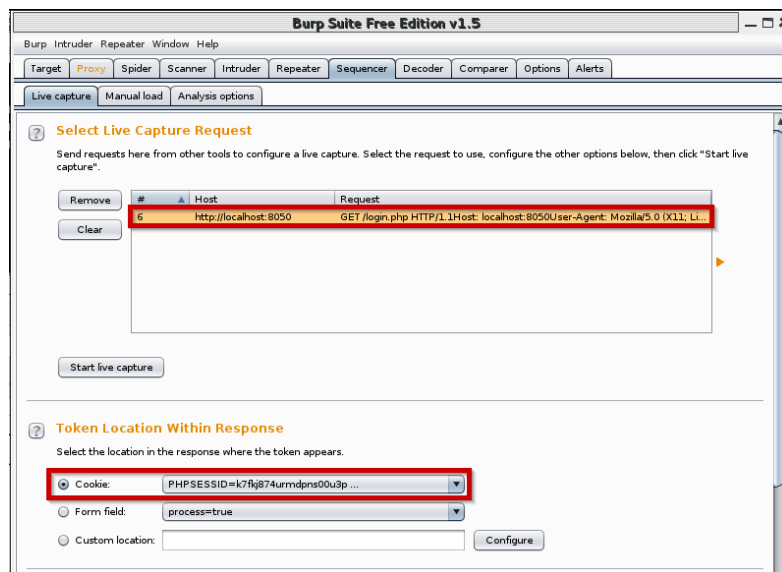 Burp Suite Free Edition v1.5
Burp Intruder Repeater Window Help
Target Proxy Spider Scanner Intruder Repeater Sequencer Decoder Comparer Options Alerts
Live capture Manual load Analysis options
? Select Live Capture Request
Send requests here from other tools to configure a live capture. Select the request to use, configure the other options below, then click "Start live
capture".
Remove # Host Request
6 http://localhost:8050 GET /login.php HTTP/1.1Host: localhost:8050User-Agent: Mozilla/5.0 (X11; Li...
Clear
Start live capture
? Token Location Within Response
Select the location in the response where the token appears.
Cookie: PHPSESSID=k7fkj874urmdpns00u3p ...
Form field: process=true
Custom location: Configure